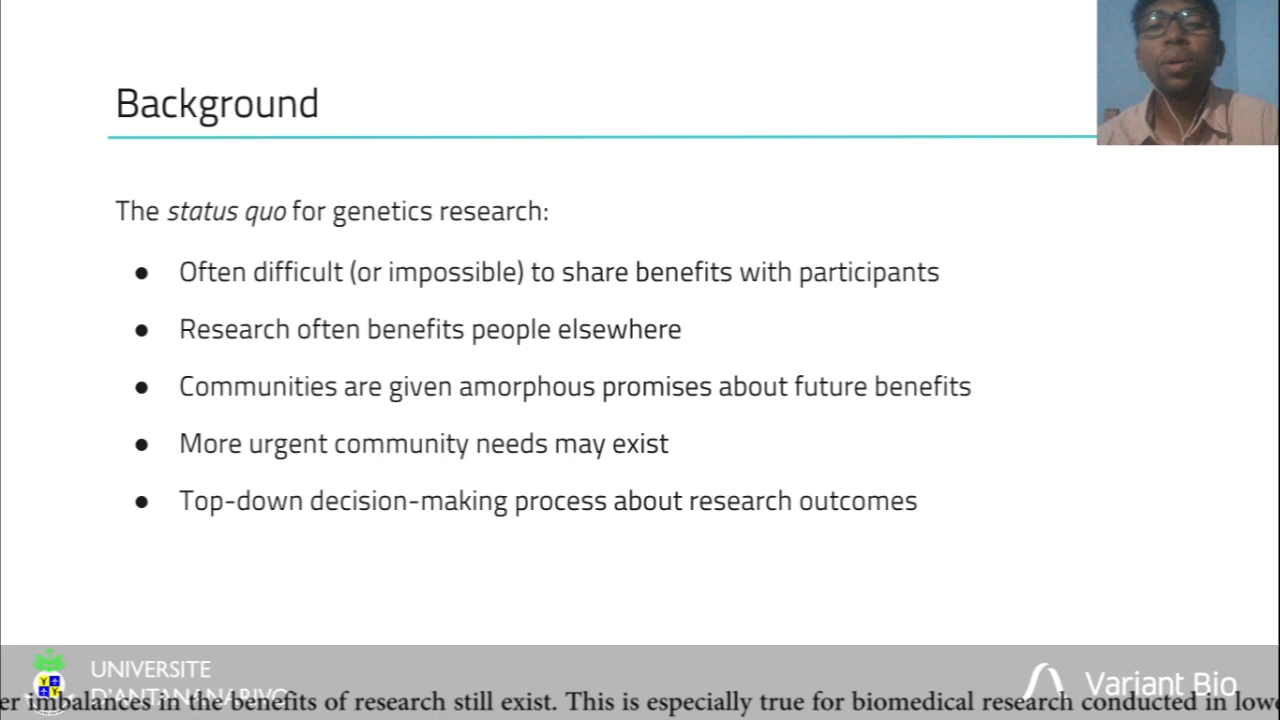 Background
The status quo for genetics research:
● Often difficult (or impossible) to share benefits with participants
● Research often benefits people elsewhere
● Communities are given amorphous promises about future benefits
● More urgent community needs may exist
● Top-down decision-making process about research outcomes
UNIVERSITE
D'ANTANANARIVO
Variant Bio
er imbalances in the benefits of research still exist. This is especially true for biomedical research conducted in low